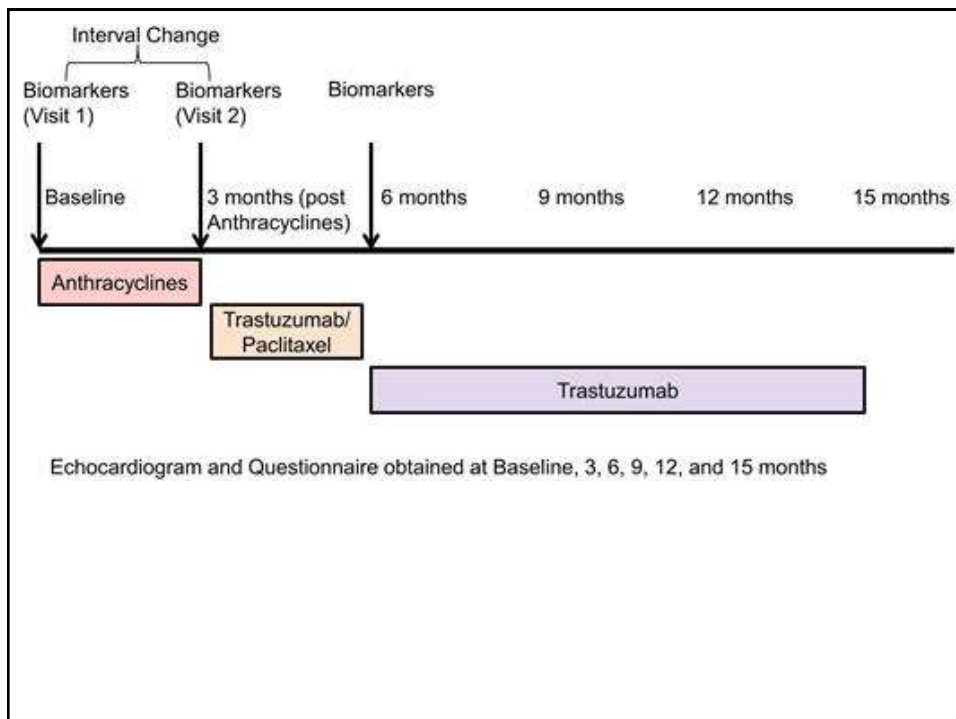 Interval Change
Biomarkers
(Visit 1)
Biomarkers
(Visit 2)
Biomarkers
Baseline
3 months (post
Anthracyclines)
6 months
9 months
12 months
15 months
Anthracyclines
Trastuzumab/
Paclitaxel
Trastuzumab
Echocardiogram and Questionnaire obtained at Baseline, 3, 6, 9, 12, and 15 months